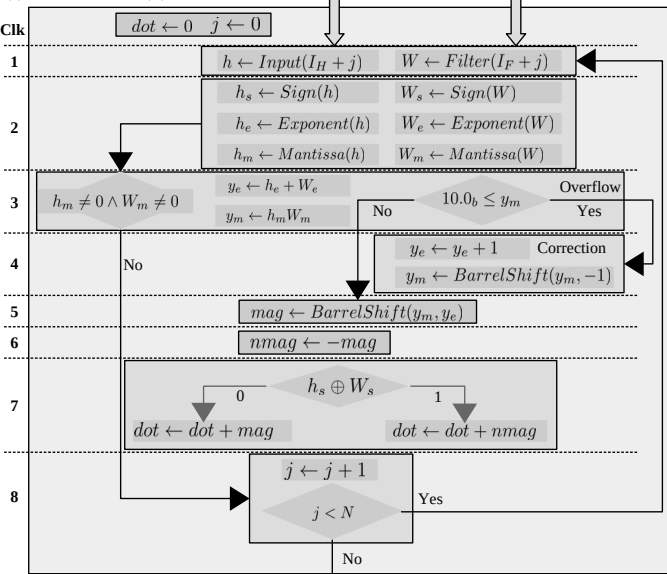 Clk
dot ← 0 j ← 0
1
h ← Input(I_H + j) W ← Filter(I_F + j)
2
h_s ← Sign(h) W_s ← Sign(W)
h_e ← Exponent(h) W_e ← Exponent(W)
h_m ← Mantissa(h) W_m ← Mantissa(W)
3
h_m ≠ 0 ∧ W_m ≠ 0
y_e ← h_e + W_e
y_m ← h_m W_m
10.0_b ≤ y_m
Overflow
No
Yes
4
No
y_e ← y_e + 1 Correction
y_m ← BarrelShift(y_m, −1)
5
mag ← BarrelShift(y_m, y_e)
6
nmag ← −mag
7
h_s ⊕ W_s
0
1
dot ← dot + mag
dot ← dot + nmag
8
j ← j + 1
j < N
Yes
No